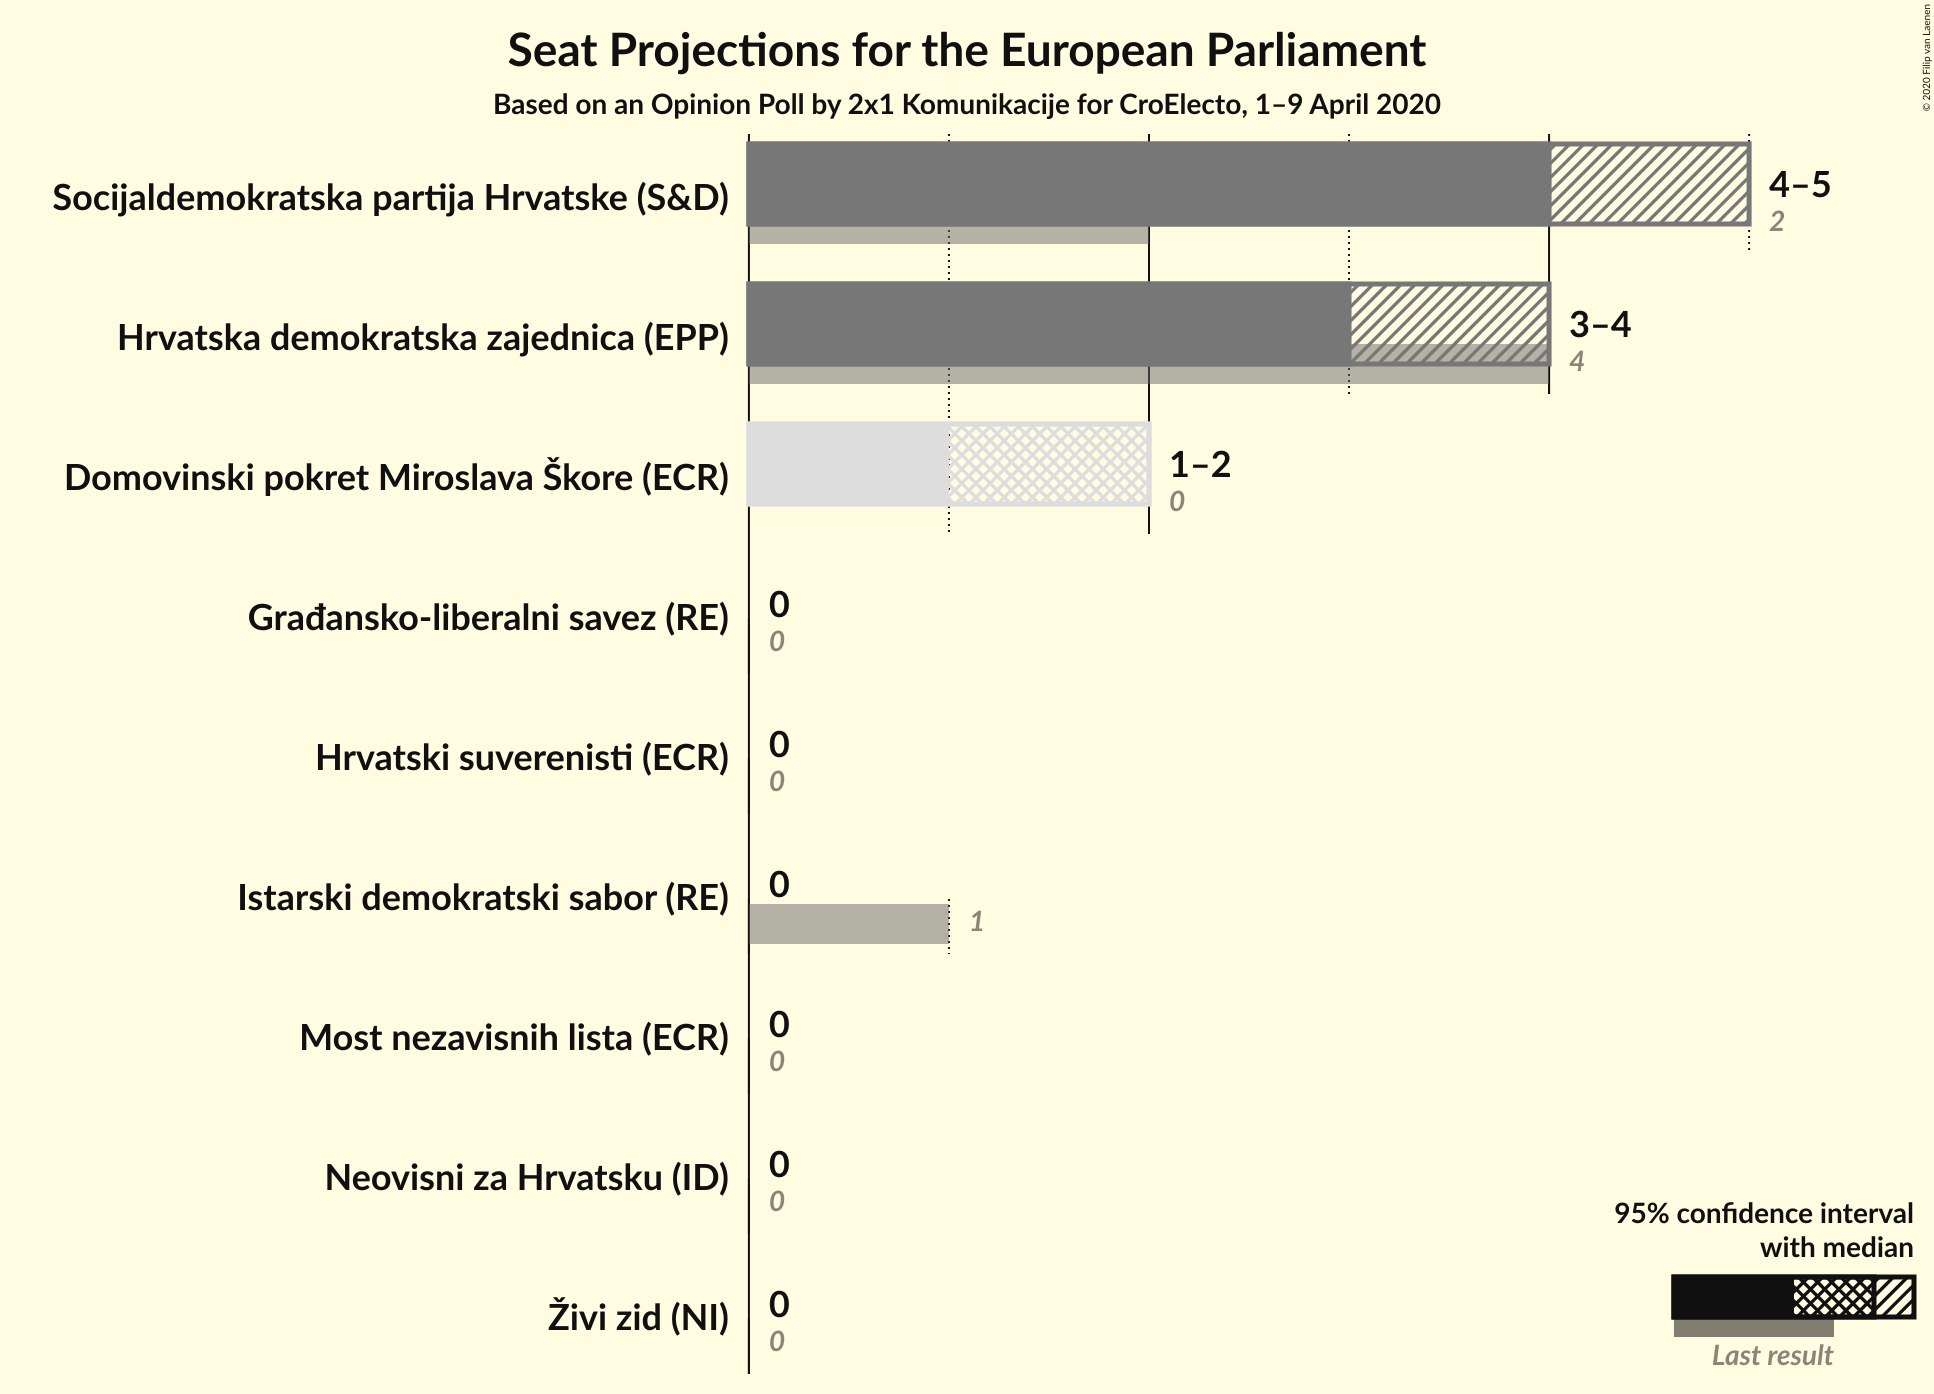 Seat Projections for the European Parliament
Based on an Opinion Poll by 2x1 Komunikacije for CroElecto, 1–9 April 2020
© 2020 Filip van Laenen
Socijaldemokratska partija Hrvatske (S&D)
4–5
2
Hrvatska demokratska zajednica (EPP)
3–4
4
Domovinski pokret Miroslava Škore (ECR)
1–2
0
Građansko-liberalni savez (RE)
0
0
Hrvatski suverenisti (ECR)
0
0
Istarski demokratski sabor (RE)
0
1
Most nezavisnih lista (ECR)
0
0
Neovisni za Hrvatsku (ID)
0
0
Živi zid (NI)
0
0
95% confidence interval
with median
Last result